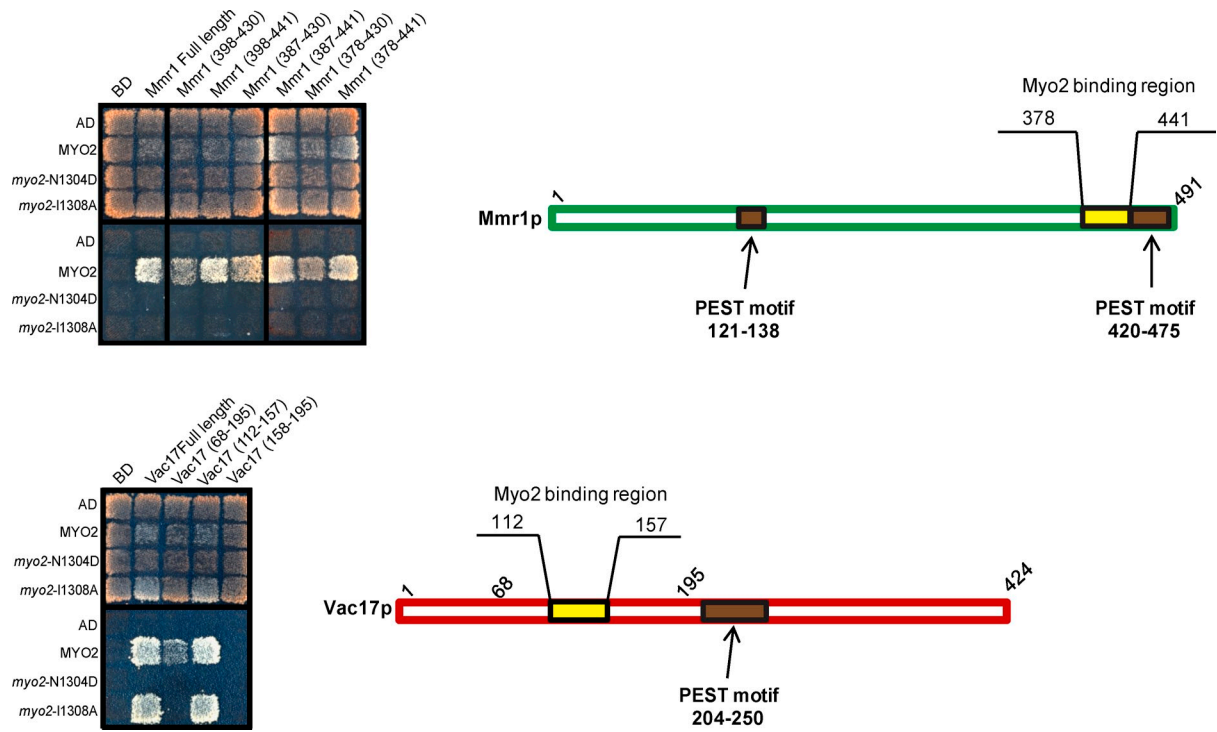 BD
Mmr1 Full length
Mmr1 (398-430)
Mmr1 (398-441)
Mmr1 (387-430)
Mmr1 (387-441)
Mmr1 (378-430)
Mmr1 (378-441)
AD
MYO2
myo2-N1304D
myo2-I1308A
AD
MYO2
myo2-N1304D
myo2-I1308A
Myo2 binding region
378 441
1
491
Mmr1p
PEST motif
121-138
PEST motif
420-475
BD
Vac17Full length
Vac17 (68-195)
Vac17 (112-157)
Vac17 (158-195)
AD
MYO2
myo2-N1304D
myo2-I1308A
AD
MYO2
myo2-N1304D
myo2-I1308A
Myo2 binding region
112 157
1 68 195 424
Vac17p
PEST motif
204-250